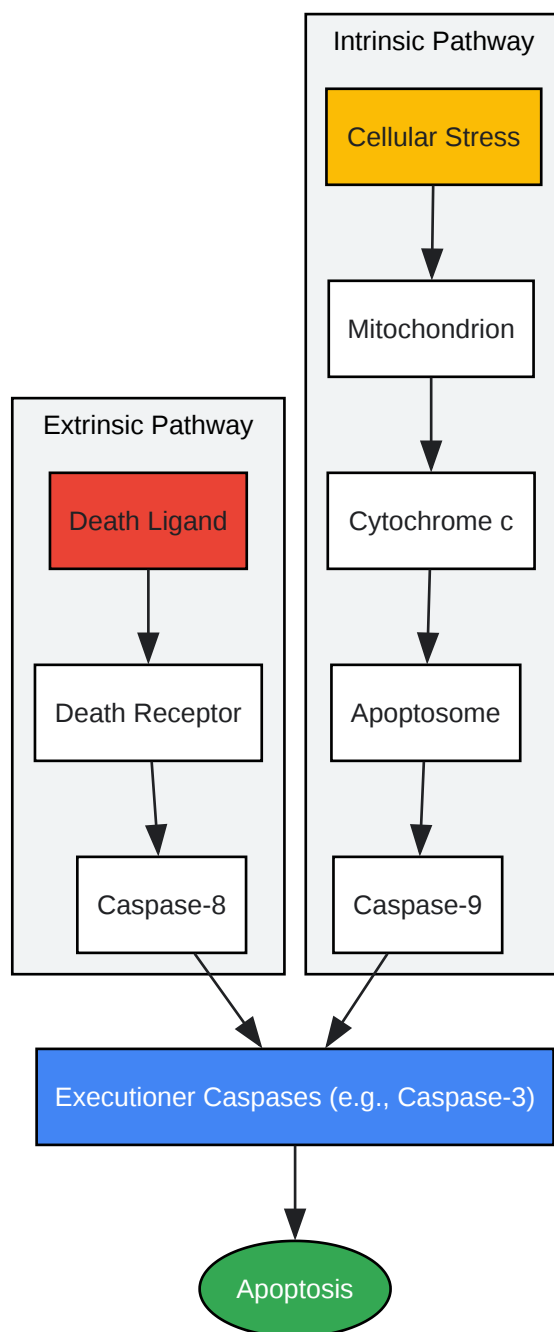 Intrinsic Pathway
Cellular Stress
Mitochondrion
Cytochrome c
Apoptosome
Caspase-9
Extrinsic Pathway
Death Ligand
Death Receptor
Caspase-8
Executioner Caspases (e.g., Caspase-3)
Apoptosis